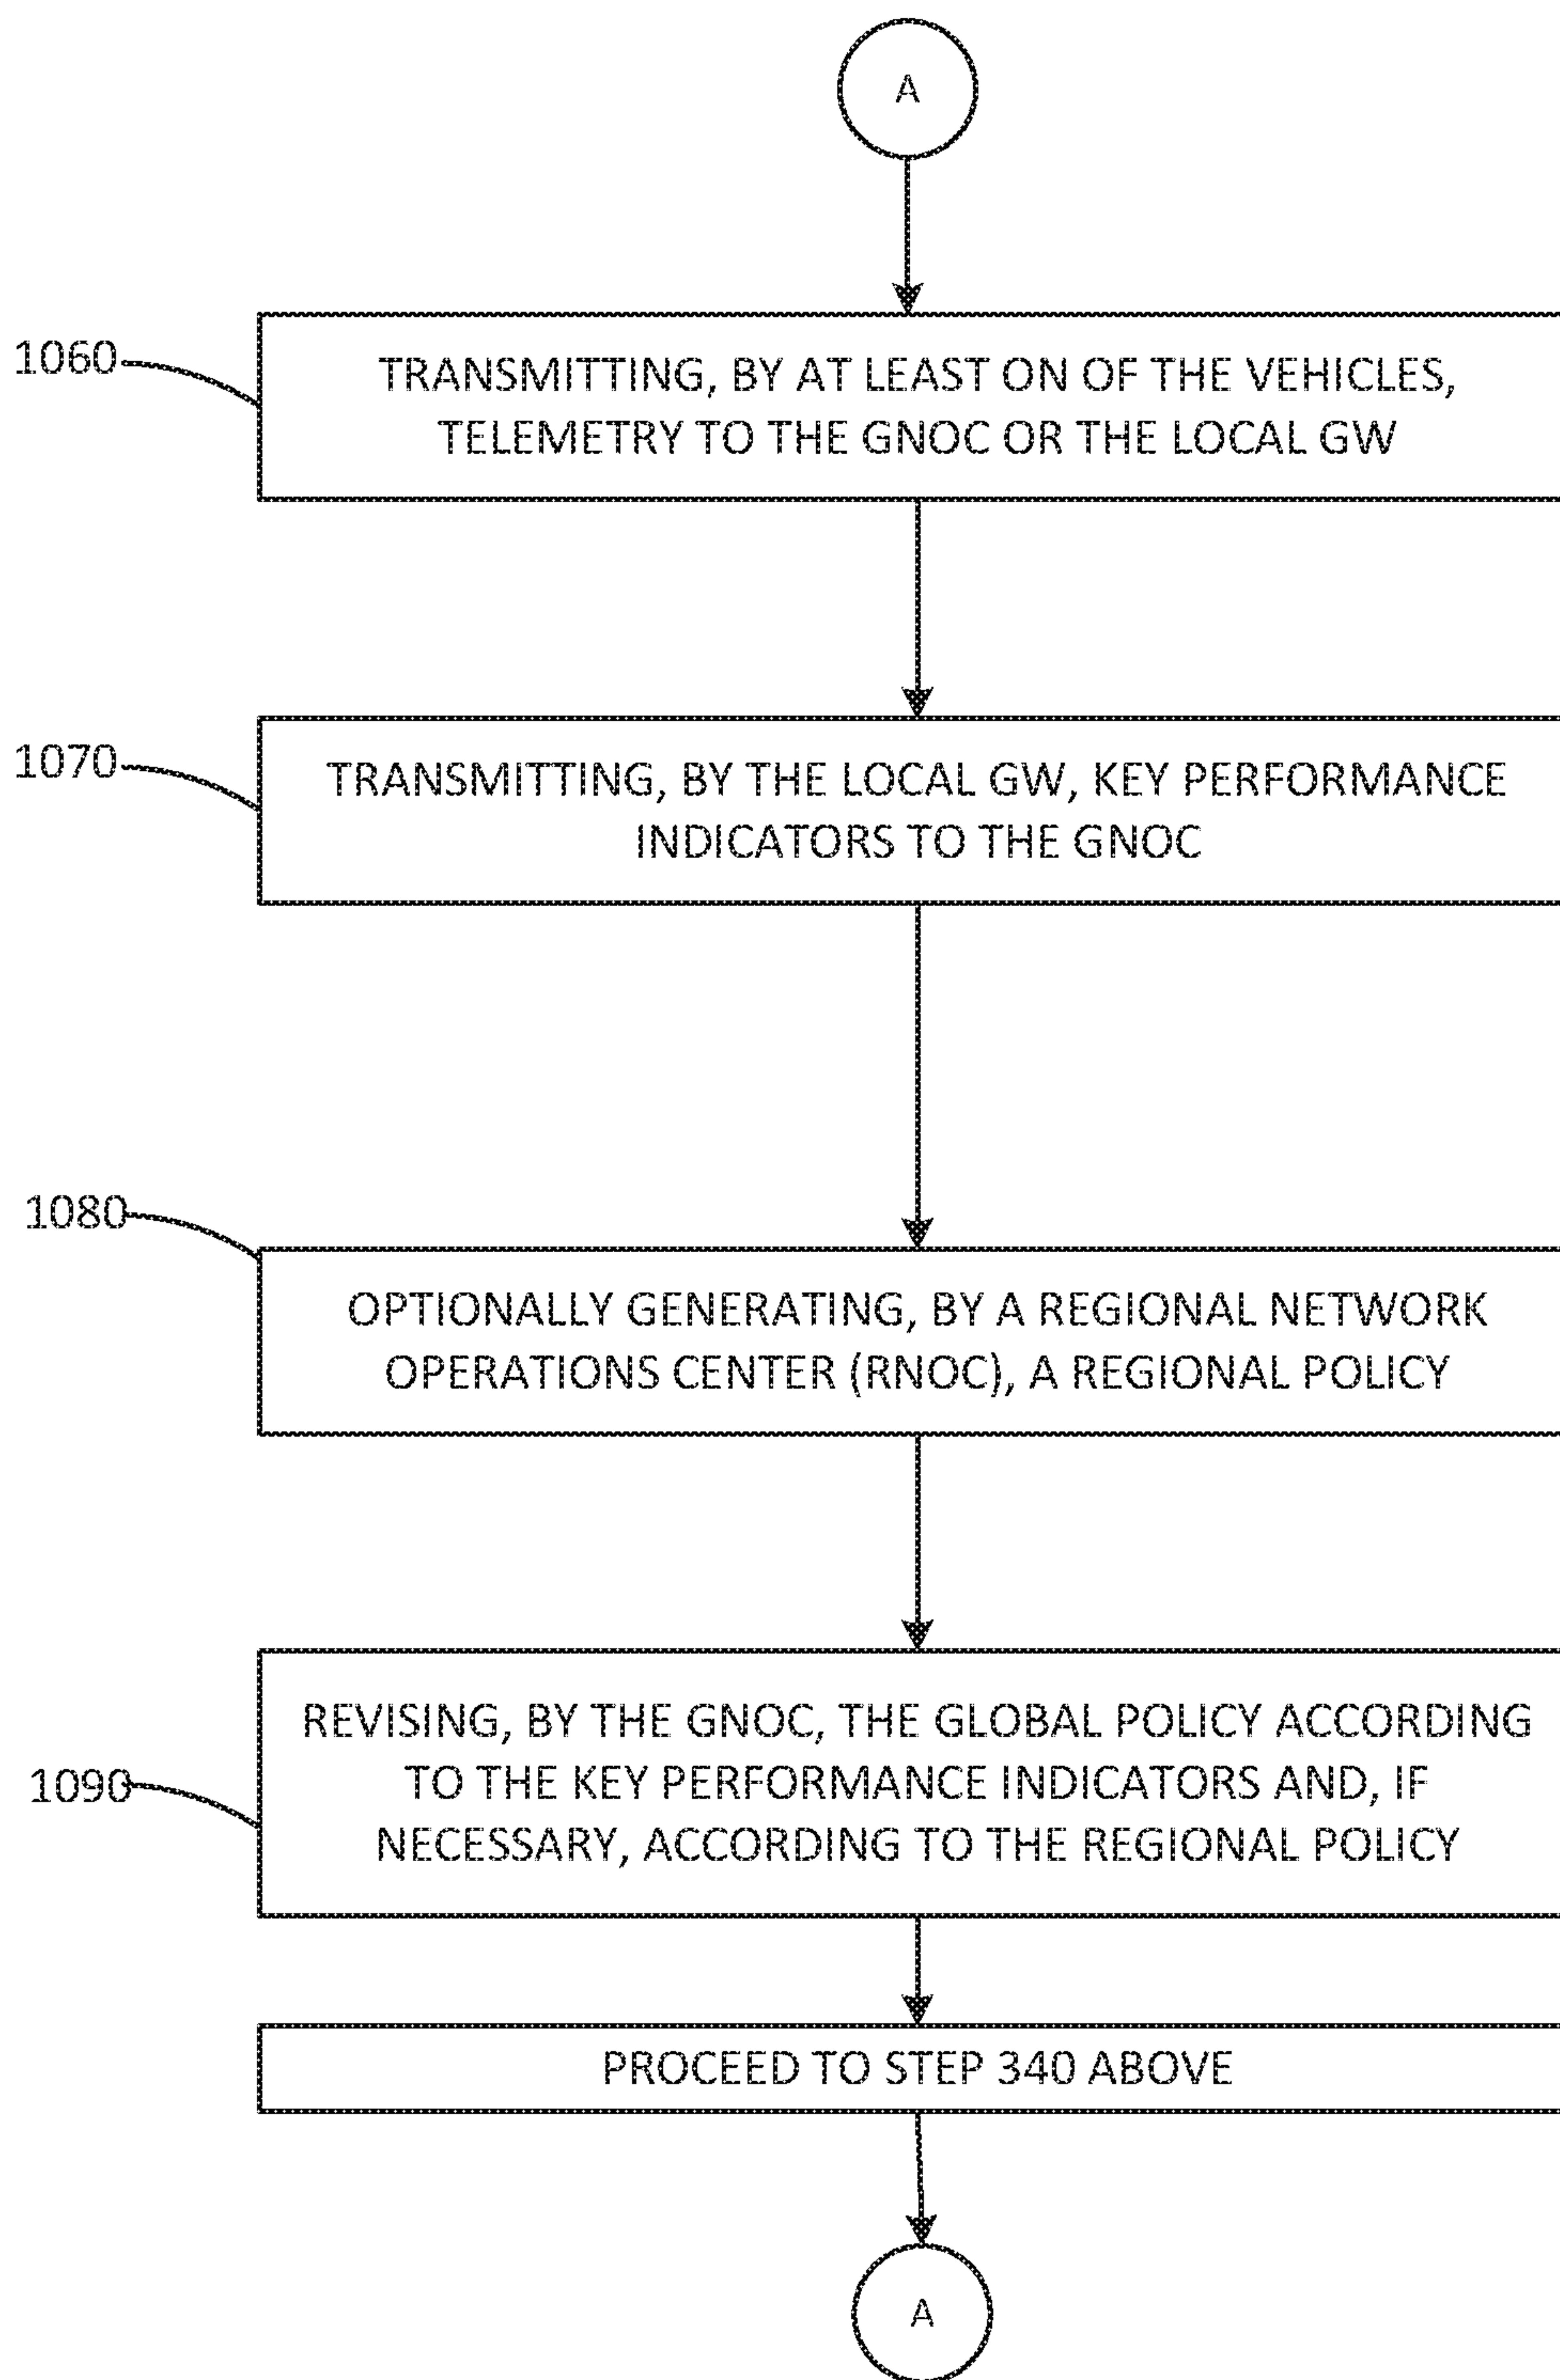 A
1060
TRANSMITTING, BY AT LEAST ON OF THE VEHICLES,
TELEMETRY TO THE GNOC OR THE LOCAL GW
1070
TRANSMITTING, BY THE LOCAL GW, KEY PERFORMANCE
INDICATORS TO THE GNOC
1080
OPTIONALLY GENERATING, BY A REGIONAL NETWORK
OPERATIONS CENTER (RNOC), A REGIONAL POLICY
1090
REVISING, BY THE GNOC, THE GLOBAL POLICY ACCORDING
TO THE KEY PERFORMANCE INDICATORS AND, IF
NECESSARY, ACCORDING TO THE REGIONAL POLICY
PROCEED TO STEP 340 ABOVE
A